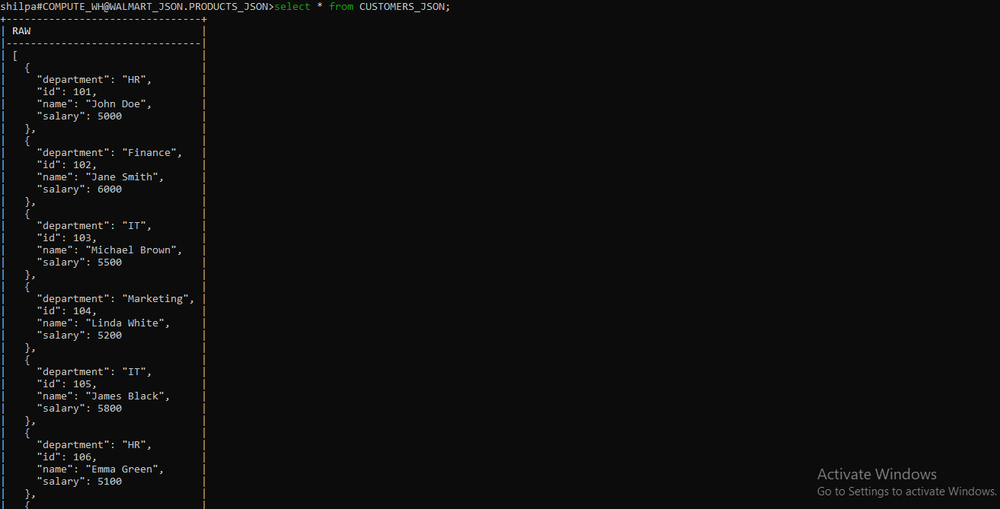 shilpa#COMPUTE_WH@WALMART_JSON.PRODUCTS_JSON>select * from CUSTOMERS_JSON;
+--------------------------------+
| RAW                            |
|--------------------------------|
| [                              |
|   {                            |
|     "department": "HR",        |
|     "id": 101,                 |
|     "name": "John Doe",        |
|     "salary": 5000             |
|   },                           |
|   {                            |
|     "department": "Finance",   |
|     "id": 102,                 |
|     "name": "Jane Smith",      |
|     "salary": 6000             |
|   },                           |
|   {                            |
|     "department": "IT",        |
|     "id": 103,                 |
|     "name": "Michael Brown",   |
|     "salary": 5500             |
|   },                           |
|   {                            |
|     "department": "Marketing", |
|     "id": 104,                 |
|     "name": "Linda White",     |
|     "salary": 5200             |
|   },                           |
|   {                            |
|     "department": "IT",        |
|     "id": 105,                 |
|     "name": "James Black",     |
|     "salary": 5800             |
|   },                           |
|   {                            |
|     "department": "HR",        |
|     "id": 106,                 |
|     "name": "Emma Green",      |
|     "salary": 5100             |
|   },                           |
|   {                            |
Activate Windows
Go to Settings to activate Windows.